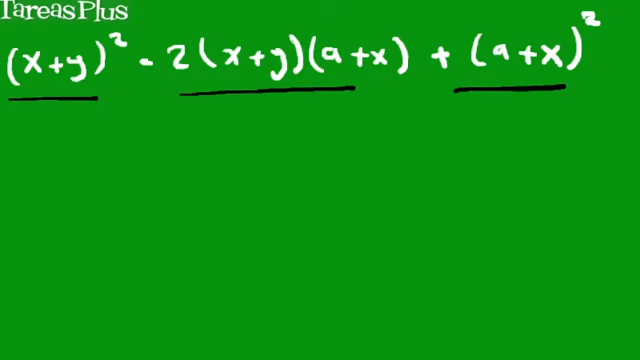 TareasPlus
(x+y)² - 2(x+y)(a+x) + (a+x)²